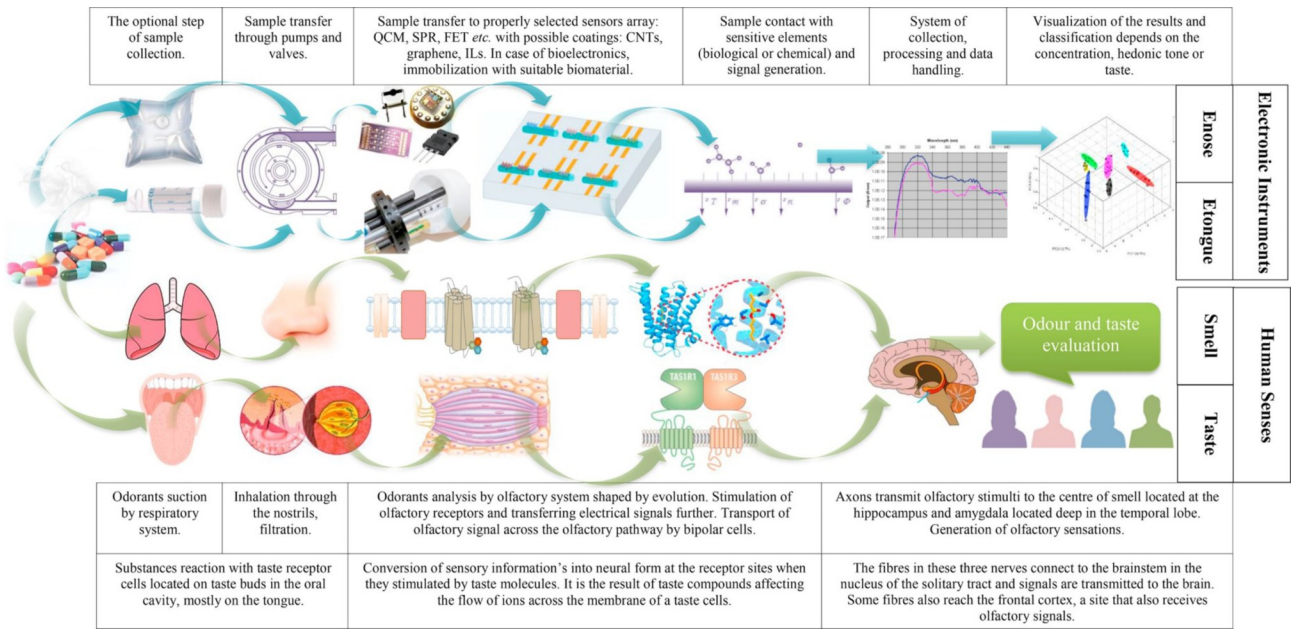 The optional step
of sample
collection.
Sample transfer
through pumps and
valves.
Sample transfer to properly selected sensors array:
QCM, SPR, FET etc. with possible coatings: CNTs,
graphene, ILs. In case of bioelectronics,
immobilization with suitable biomaterial.
Sample contact with
sensitive elements
(biological or chemical) and
signal generation.
System of
collection,
processing and data
handling.
Visualization of the results and
classification depends on the
concentration, hedonic tone or
taste.
Enose
Etongue
Electronic Instruments
Wavelength (nm)
Smell
Taste
Human Senses
Odour and taste
evaluation
TAS1R1
TAS1R3
Odorants suction
by respiratory
system.
Inhalation through
the nostrils,
filtration.
Odorants analysis by olfactory system shaped by evolution. Stimulation of
olfactory receptors and transferring electrical signals further. Transport of
olfactory signal across the olfactory pathway by bipolar cells.
Axons transmit olfactory stimulti to the centre of smell located at the
hippocampus and amygdala located deep in the temporal lobe.
Generation of olfactory sensations.
Substances reaction with taste receptor
cells located on taste buds in the oral
cavity, mostly on the tongue.
Conversion of sensory information's into neural form at the receptor sites when
they stimulated by taste molecules. It is the result of taste compounds affecting
the flow of ions across the membrane of a taste cells.
The fibres in these three nerves connect to the brainstem in the
nucleus of the solitary tract and signals are transmitted to the brain.
Some fibres also reach the frontal cortex, a site that also receives
olfactory signals.